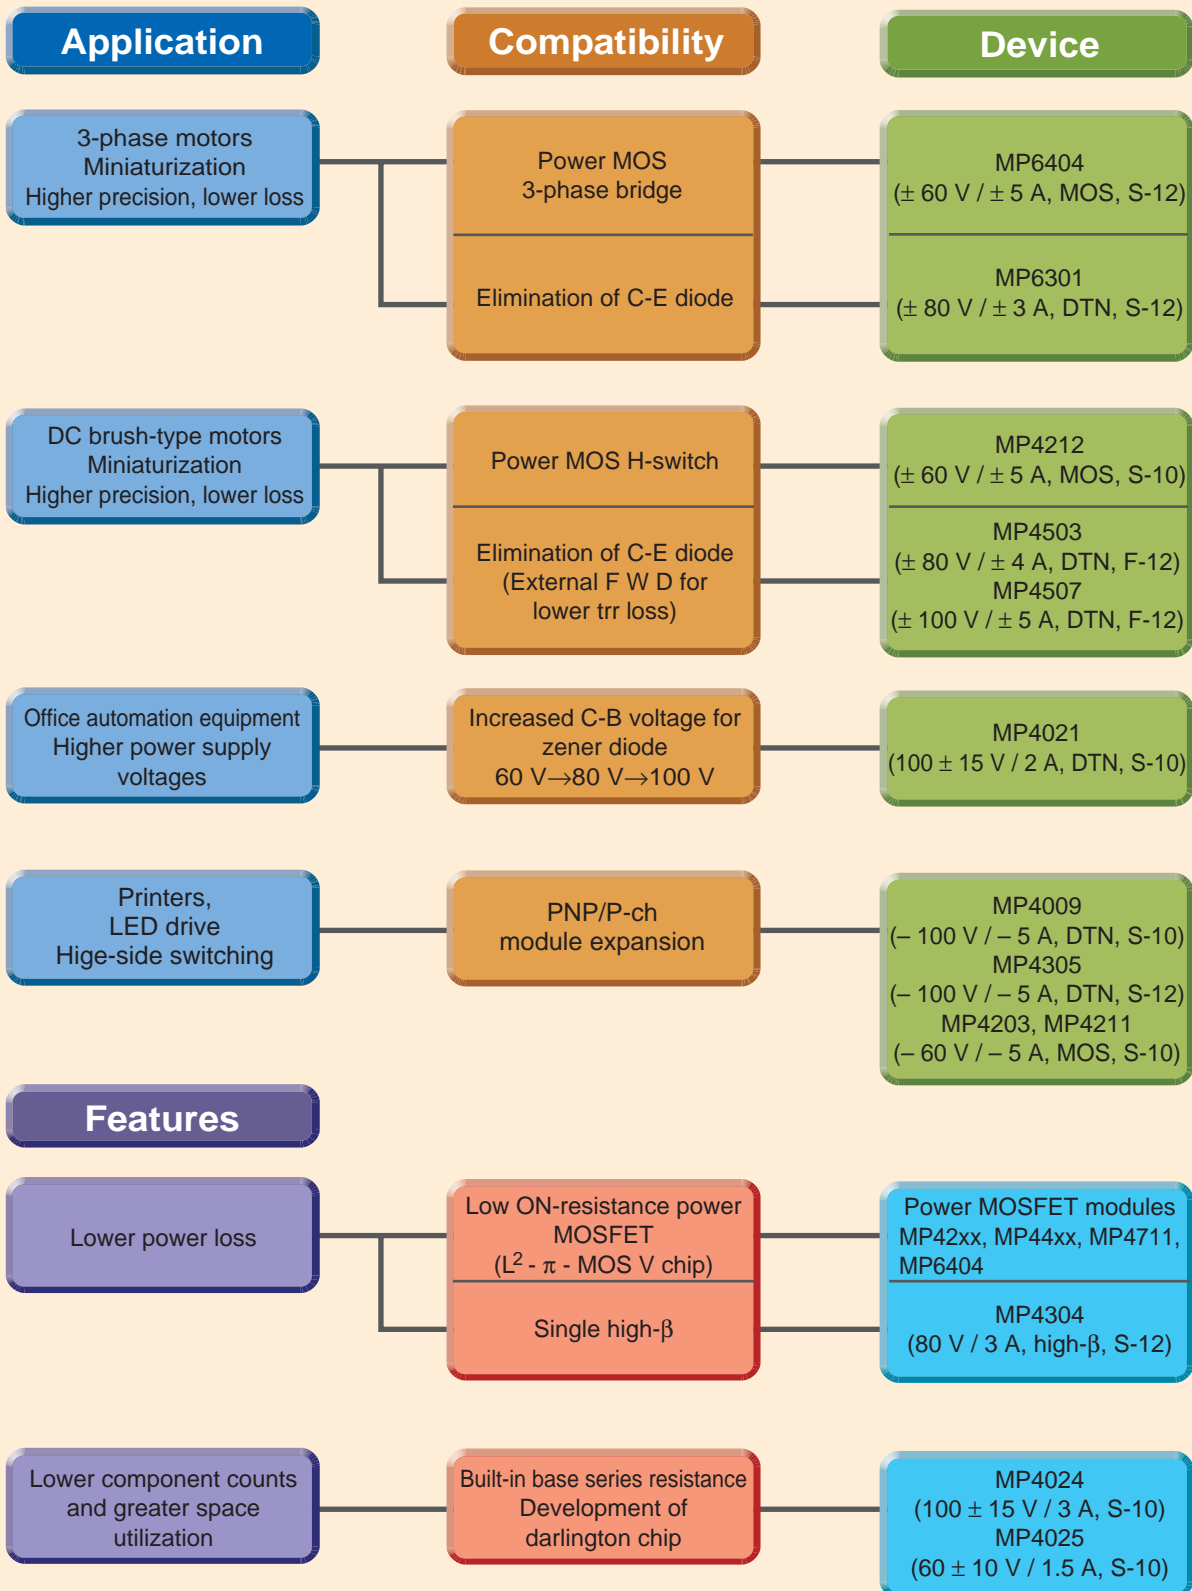 Application
Compatibility
Device
3-phase motors
Miniaturization
Higher precision, lower loss
Power MOS
3-phase bridge
Elimination of C-E diode
MP6404
(± 60 V / ± 5 A, MOS, S-12)
MP6301
(± 80 V / ± 3 A, DTN, S-12)
DC brush-type motors
Miniaturization
Higher precision, lower loss
Power MOS H-switch
Elimination of C-E diode
(External F W D for
lower trr loss)
MP4212
(± 60 V / ± 5 A, MOS, S-10)
MP4503
(± 80 V / ± 4 A, DTN, F-12)
MP4507
(± 100 V / ± 5 A, DTN, F-12)
Office automation equipment
Higher power supply
voltages
Increased C-B voltage for
zener diode
60 V→80 V→100 V
MP4021
(100 ± 15 V / 2 A, DTN, S-10)
Printers,
LED drive
Hige-side switching
PNP/P-ch
module expansion
MP4009
(– 100 V / – 5 A, DTN, S-10)
MP4305
(– 100 V / – 5 A, DTN, S-12)
MP4203, MP4211
(– 60 V / – 5 A, MOS, S-10)
Features
Lower power loss
Low ON-resistance power
MOSFET
(L² - π - MOS V chip)
Single high-β
Power MOSFET modules
MP42xx, MP44xx, MP4711,
MP6404
MP4304
(80 V / 3 A, high-β, S-12)
Lower component counts
and greater space
utilization
Built-in base series resistance
Development of
darlington chip
MP4024
(100 ± 15 V / 3 A, S-10)
MP4025
(60 ± 10 V / 1.5 A, S-10)